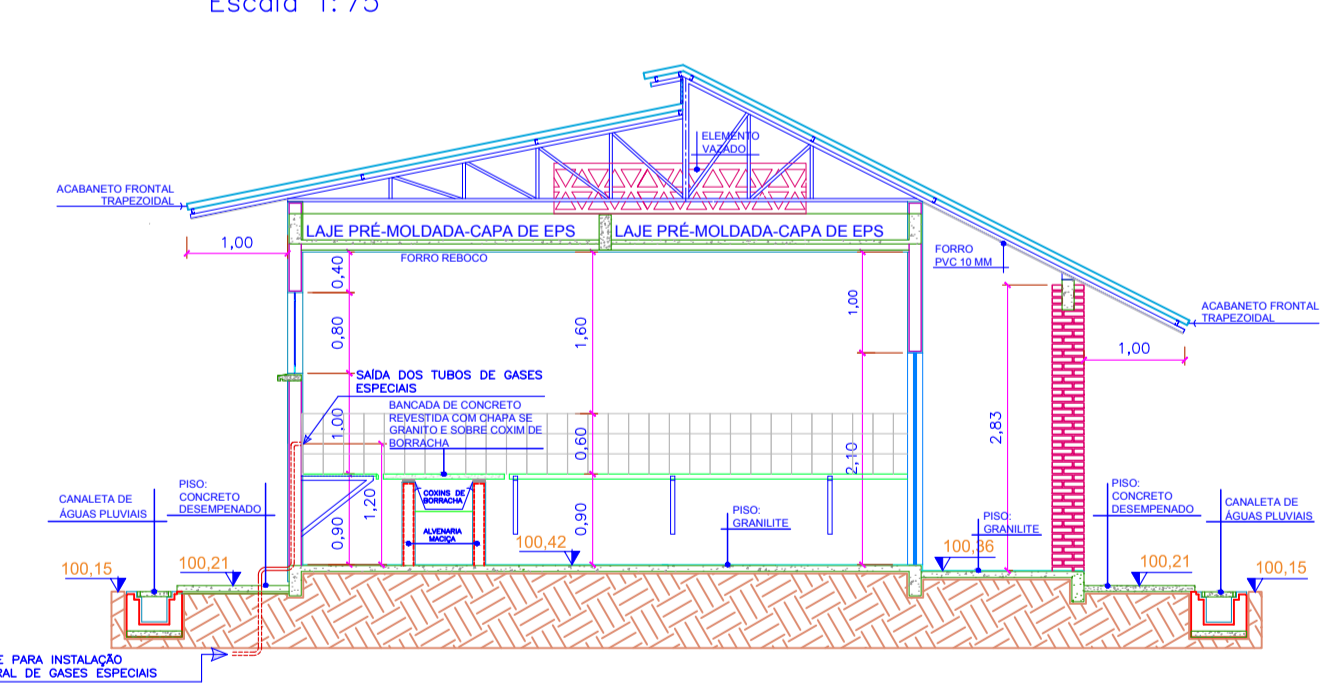 Escala 1:75
ELEMENTO
VAZADO
ACABANETO FRONTAL
TRAPEZOIDAL
1,00
LAJE PRÉ-MOLDADA-CAPA DE EPS
LAJE PRÉ-MOLDADA-CAPA DE EPS
FORRO REBOCO
FORRO
PVC 10 MM
0,40
0,80
1,60
1,00
ACABANETO FRONTAL
TRAPEZOIDAL
1,00
SAÍDA DOS TUBOS DE GASES
ESPECIAIS
BANCADA DE CONCRETO
REVESTIDA COM CHAPA SE
GRANITO E SOBRE COXIM DE
BORRACHA
1,00
0,60
2,10
2,83
CANALETA DE
ÁGUAS PLUVIAIS
PISO:
CONCRETO
DESEMPENADO
0,90
1,20
COXINS DE
BORRACHA
ALVENARIA
MACIÇA
0,90
PISO:
GRANILITE
PISO:
GRANILITE
PISO:
CONCRETO
DESEMPENADO
CANALETA DE
ÁGUAS PLUVIAIS
100,15
100,21
100,42
100,36
100,21
100,15
PARA INSTALAÇÃO
DE GASES ESPECIAIS